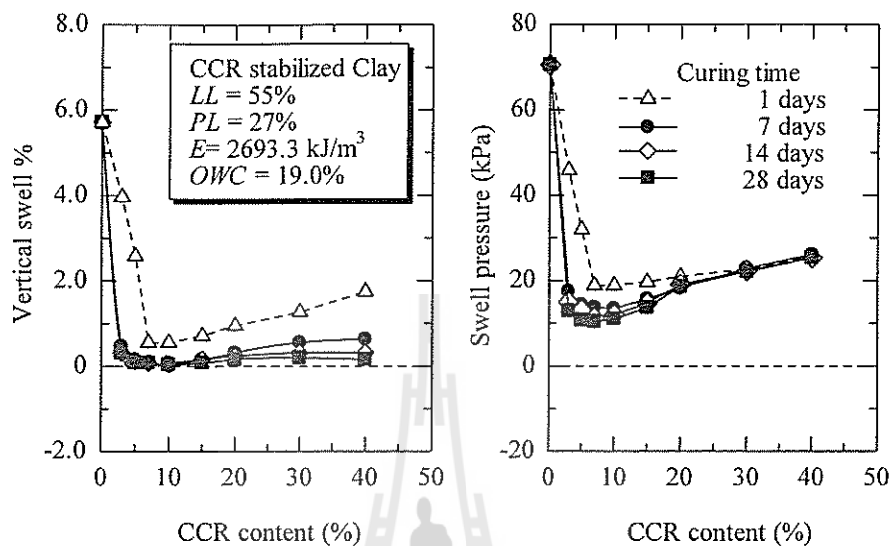 8.0
6.0
4.0
2.0
0
-2.0
Vertical swell %
CCR stabilized Clay
LL = 55%
PL = 27%
E= 2693.3 kJ/m³
OWC = 19.0%
0 10 20 30 40 50
CCR content (%)
80
60
40
20
0
-20
Swell pressure (kPa)
Curing time
1 days
7 days
14 days
28 days
0 10 20 30 40 50
CCR content (%)